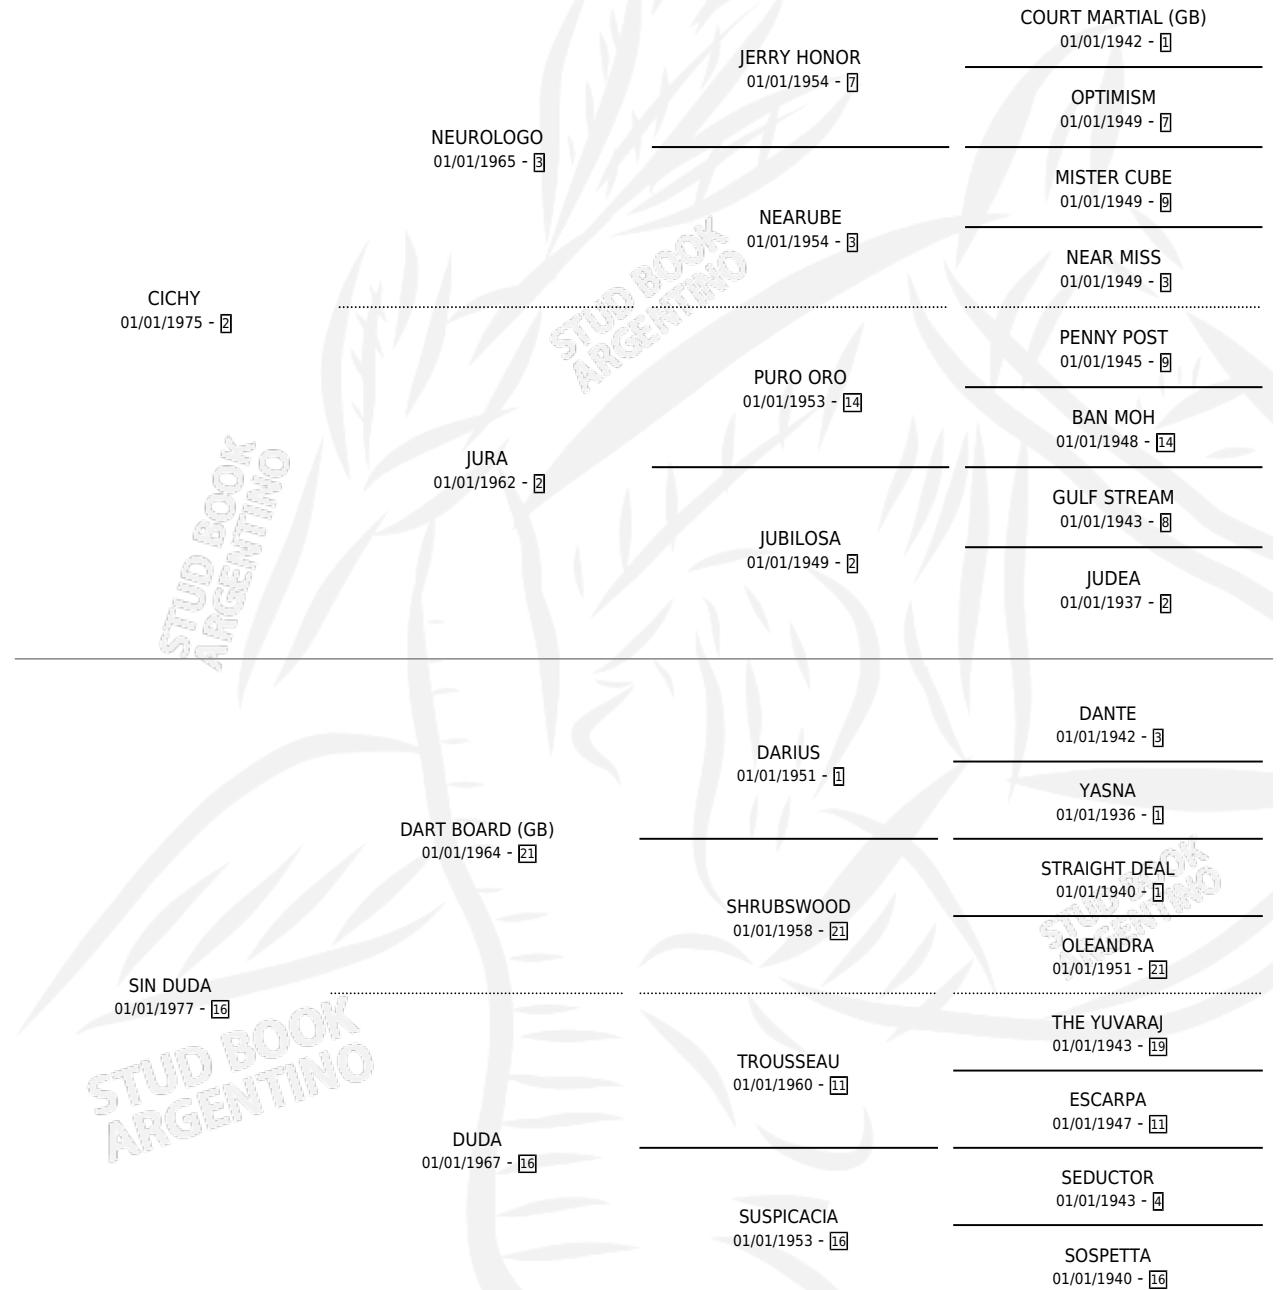 COURT MARTIAL (GB)
01/01/1942 - 1
JERRY HONOR
01/01/1954 - 7
OPTIMISM
01/01/1949 - 7
NEUROLOGO
01/01/1965 - 3
MISTER CUBE
01/01/1949 - 9
NEARUBE
01/01/1954 - 3
NEAR MISS
01/01/1949 - 3
CICHY
01/01/1975 - 2
STUD BOOK
ARGENTINO
PENNY POST
01/01/1945 - 9
PURO ORO
01/01/1953 - 14
BAN MOH
01/01/1948 - 14
JURA
01/01/1962 - 2
GULF STREAM
01/01/1943 - 8
JUBILOSA
01/01/1949 - 2
JUDEA
01/01/1937 - 2
STUD BOOK
ARGENTINO
DANTE
01/01/1942 - 3
DARIUS
01/01/1951 - 1
YASNA
01/01/1936 - 1
DART BOARD (GB)
01/01/1964 - 21
STRAIGHT DEAL
01/01/1940 - 1
SHRUBSWOOD
01/01/1958 - 21
OLEANDRA
01/01/1951 - 21
STUD BOOK
ARGENTINO
SIN DUDA
01/01/1977 - 16
THE YUVARAJ
01/01/1943 - 19
TROUSSEAU
01/01/1960 - 11
ESCARPA
01/01/1947 - 11
STUD BOOK
ARGENTINO
DUDA
01/01/1967 - 16
SEDUCTOR
01/01/1943 - 4
SUSPICACIA
01/01/1953 - 16
SOSPETTA
01/01/1940 - 16